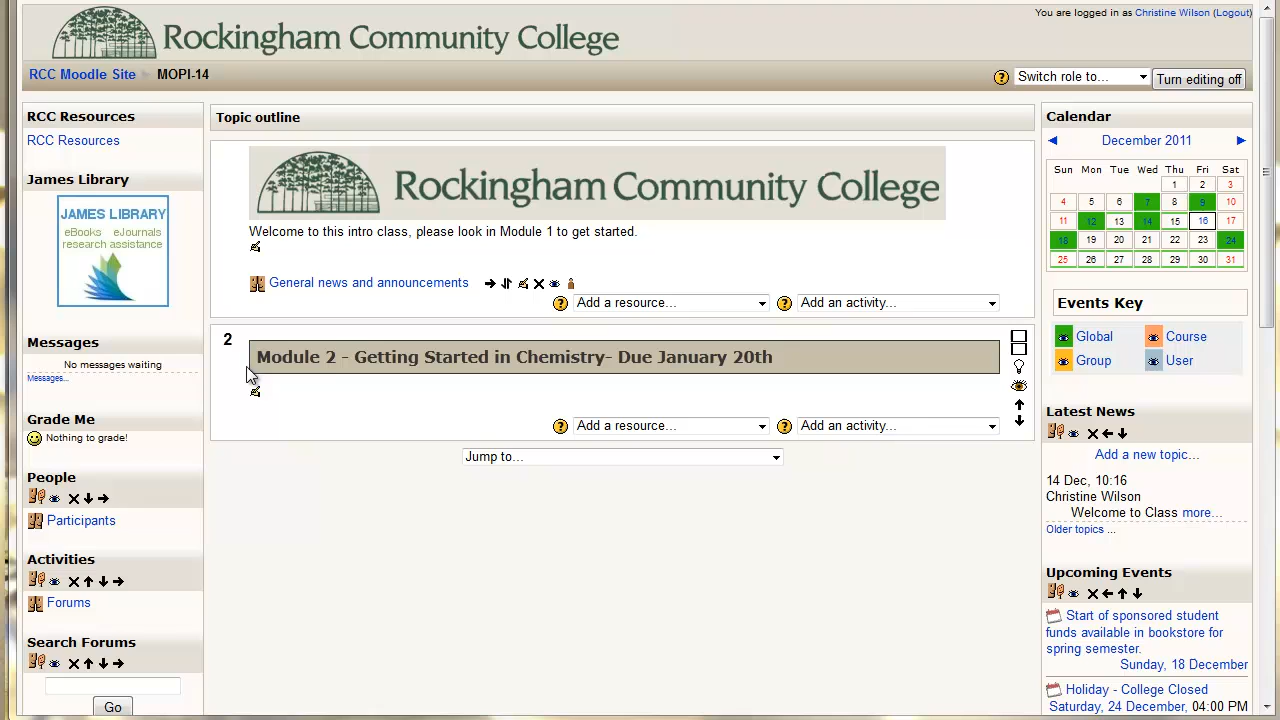 You are logged in as Christine Wilson (Logout)
Rockingham Community College
RCC Moodle Site
MOPI-14
Switch role to...
Turn editing off
RCC Resources
RCC Resources
James Library
JAMES LIBRARY
eBooks eJournals
research assistance
Messages
No messages waiting
Messages...
Grade Me
Nothing to grade!
People
Participants
Activities
Forums
Search Forums
Go
Topic outline
Rockingham Community College
Welcome to this intro class, please look in Module 1 to get started.
General news and announcements
Add a resource...
Add an activity...
2
Module 2 - Getting Started in Chemistry- Due January 20th
Add a resource...
Add an activity...
Jump to...
Calendar
December 2011
Sun Mon Tue Wed Thu Fri Sat
1 2 3
4 5 6 7 8 9 10
11 12 13 14 15 16 17
18 19 20 21 22 23 24
25 26 27 28 29 30 31
Events Key
Global
Course
Group
User
Latest News
Add a new topic...
14 Dec, 10:16
Christine Wilson
Welcome to Class more...
Older topics ...
Upcoming Events
Start of sponsored student
funds available in bookstore for
spring semester.
Sunday, 18 December
Holiday - College Closed
Saturday, 24 December, 04:00 PM